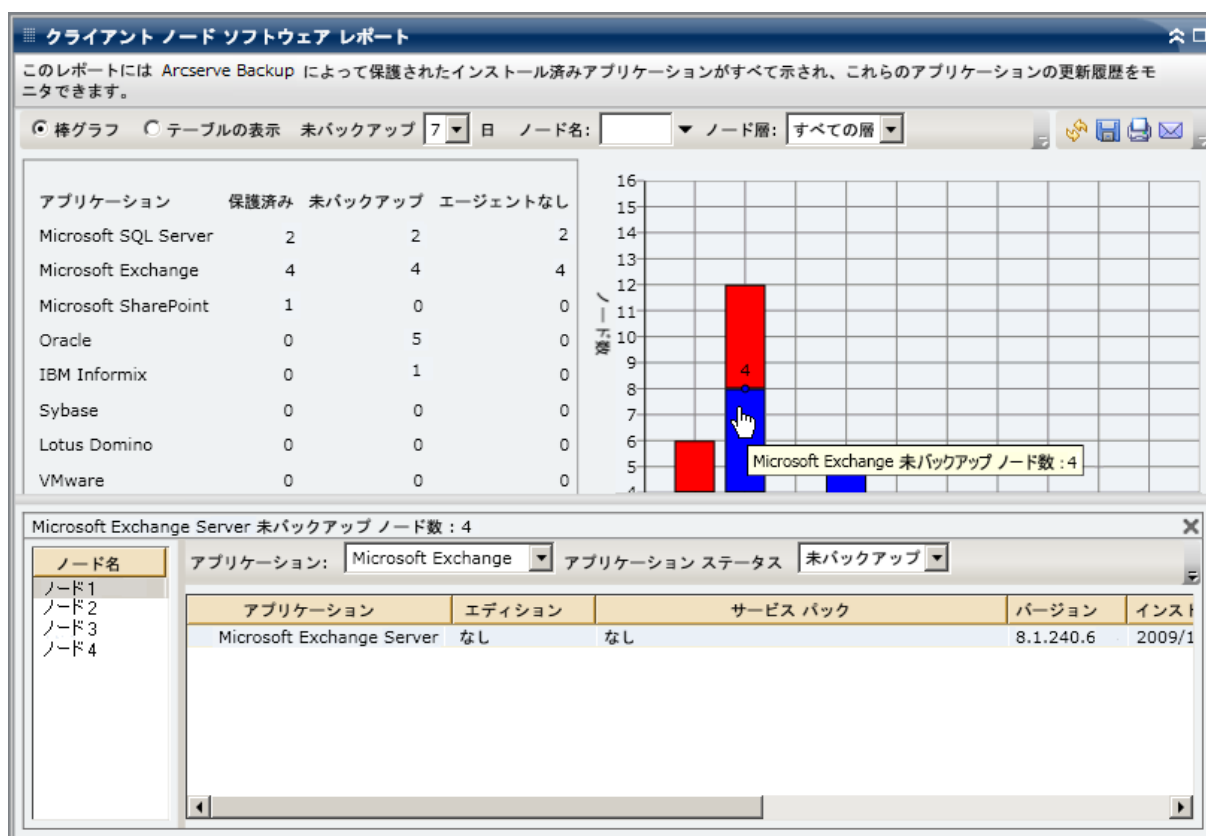 クライアント ノード ソフトウェア レポート
このレポートには Arcserve Backup によって保護されたインストール済みアプリケーションがすべて示され、これらのアプリケーションの更新履歴をモ
ニタできます。
棒グラフ テーブルの表示 未バックアップ 7 日 ノード名: ノード層: すべての層
アプリケーション 保護済み 未バックアップ エージェントなし
Microsoft SQL Server 2 2 2
Microsoft Exchange 4 4 4
Microsoft SharePoint 1 0 0
Oracle 0 5 0
IBM Informix 0 1 0
Sybase 0 0 0
Lotus Domino 0 0 0
VMware 0 0 0
ノード数
16
15
14
13
12
11
10
9
8
7
6
5
4
4
Microsoft Exchange 未バックアップ ノード数 : 4
Microsoft Exchange Server 未バックアップ ノード数 : 4
ノード名
ノード1
ノード2
ノード3
ノード4
アプリケーション: Microsoft Exchange アプリケーション ステータス 未バックアップ
アプリケーション エディション サービス パック バージョン インスト
Microsoft Exchange Server なし なし 8.1.240.6 2009/1